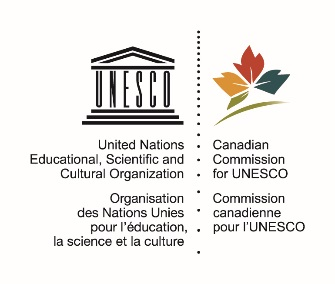 UNESCO
United Nations
Educational, Scientific and
Cultural Organization
Organisation
des Nations Unies
pour l'éducation,
la science et la culture
Canadian
Commission
for UNESCO
Commission
canadienne
pour l'UNESCO